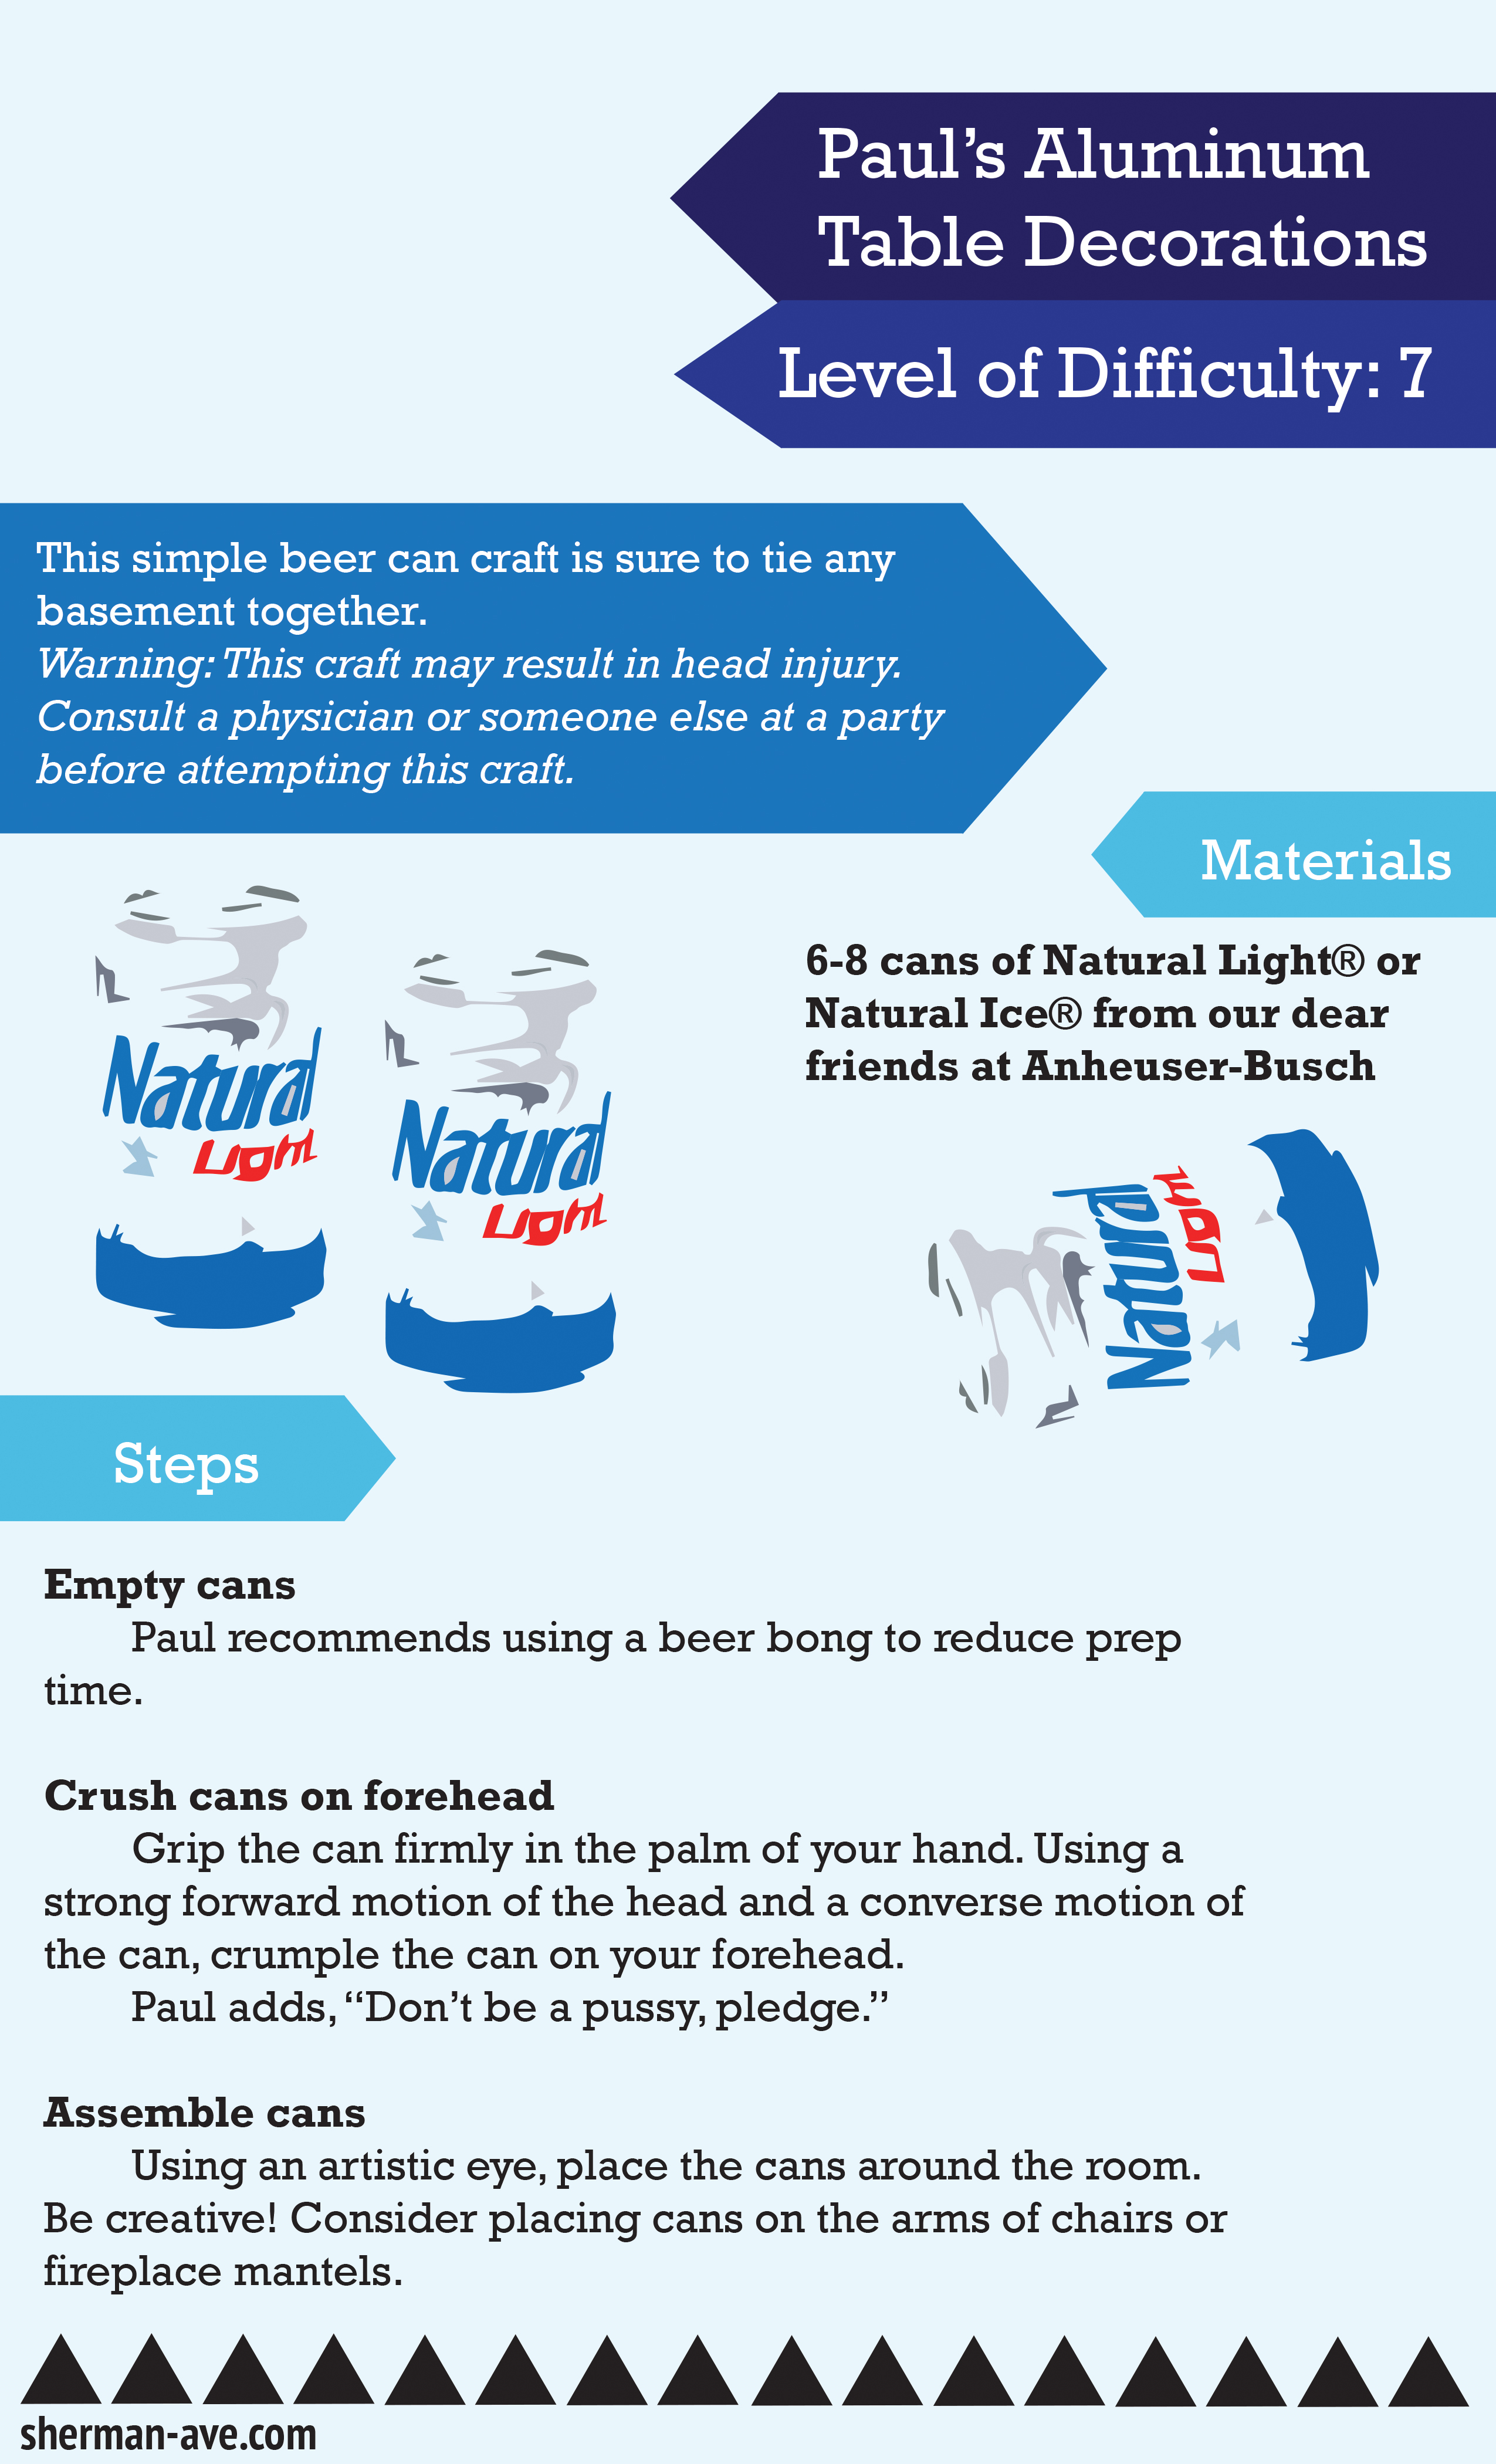 Paul’s Aluminum
Table Decorations
Level of Difficulty: 7
This simple beer can craft is sure to tie any
basement together.
Warning: This craft may result in head injury.
Consult a physician or someone else at a party
before attempting this craft.
Materials
6-8 cans of Natural Light® or
Natural Ice® from our dear
friends at Anheuser-Busch
Natural
Light
Natural
Light
Natural
Light
Steps
Empty cans
Paul recommends using a beer bong to reduce prep
time.
Crush cans on forehead
Grip the can firmly in the palm of your hand. Using a
strong forward motion of the head and a converse motion of
the can, crumple the can on your forehead.
Paul adds, “Don’t be a pussy, pledge.”
Assemble cans
Using an artistic eye, place the cans around the room.
Be creative! Consider placing cans on the arms of chairs or
fireplace mantels.
sherman-ave.com